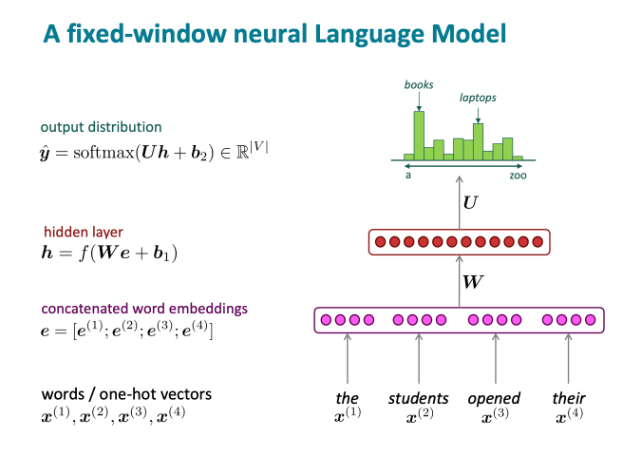 A fixed-window neural Language Model
books
laptops
output distribution
ŷ = softmax(Uh + b₂) ∈ ℝ^|V|
a
zoo
U
hidden layer
h = f(We + b₁)
W
concatenated word embeddings
e = [e⁽¹⁾; e⁽²⁾; e⁽³⁾; e⁽⁴⁾]
words / one-hot vectors
x⁽¹⁾, x⁽²⁾, x⁽³⁾, x⁽⁴⁾
the students opened their
x⁽¹⁾ x⁽²⁾ x⁽³⁾ x⁽⁴⁾